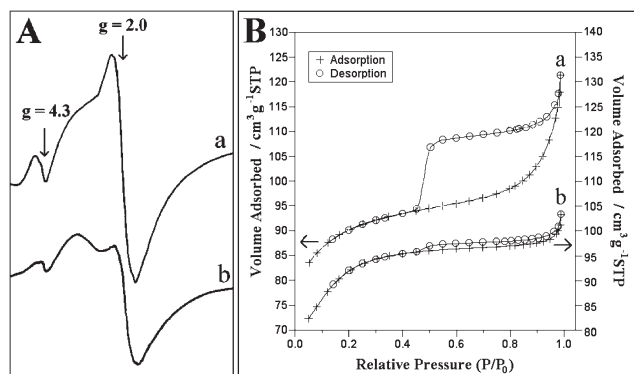 A
g = 2.0
g = 4.3
a
b
B
Adsorption
Desorption
a
b
Volume Adsorbed / cm³ g⁻¹STP
130
125
120
115
110
105
100
95
90
85
80
75
70
140
135
130
125
120
115
110
105
100
95
90
85
80
Volume Adsorbed / cm³ g⁻¹STP
0.0 0.2 0.4 0.6 0.8 1.0
Relative Pressure (P/P₀)